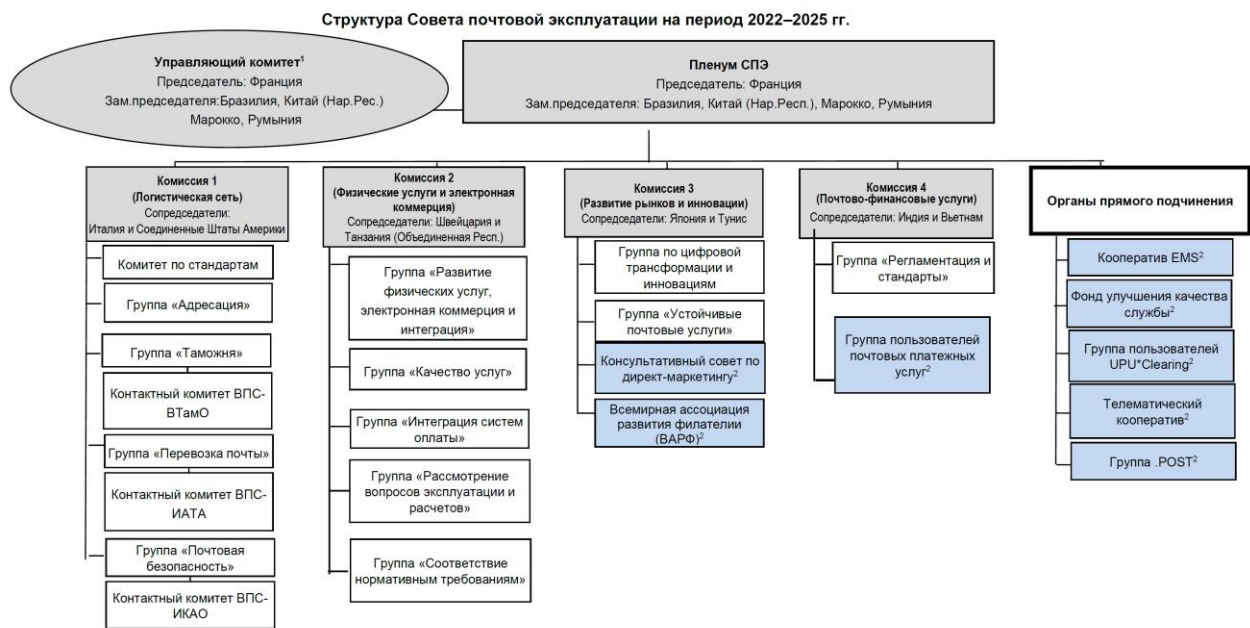 Структура Совета почтовой эксплуатации на период 2022–2025 гг.
Управляющий комитет¹
Председатель: Франция
Зам.председателя:Бразилия, Китай (Нар.Рес.)
Марокко, Румыния
Пленум СПЭ
Председатель: Франция
Зам.председателя: Бразилия, Китай (Нар.Респ.), Марокко, Румыния
Комиссия 1
(Логистическая сеть)
Сопредседатели:
Италия и Соединенные Штаты Америки
Комитет по стандартам
Группа «Адресация»
Группа «Таможня»
Контактный комитет ВПС-
ВТамО
Группа «Перевозка почты»
Контактный комитет ВПС-
ИАТА
Группа «Почтовая
безопасность»
Контактный комитет ВПС-
ИКАО
Комиссия 2
(Физические услуги и электронная
коммерция)
Сопредседатели: Швейцария и
Танзания (Объединенная Респ.)
Группа «Развитие
физических услуг,
электронная коммерция и
интеграция»
Группа «Качество услуг»
Группа «Интеграция систем
оплаты»
Группа «Рассмотрение
вопросов эксплуатации и
расчетов»
Группа «Соответствие
нормативным требованиям»
Комиссия 3
(Развитие рынков и инновации)
Сопредседатели: Япония и Тунис
Группа по цифровой
трансформации и
инновациям
Группа «Устойчивые
почтовые услуги»
Консультативный совет по
директ-маркетингу²
Всемирная ассоциация
развития филателии
(ВАРФ)²
Комиссия 4
(Почтово-финансовые услуги)
Сопредседатели: Индия и Вьетнам
Группа «Регламентация и
стандарты»
Группа пользователей
почтовых платежных
услуг²
Органы прямого подчинения
Кооператив EMS²
Фонд улучшения качества
службы²
Группа пользователей
UPU*Clearing²
Телематический
кооператив²
Группа .POST²